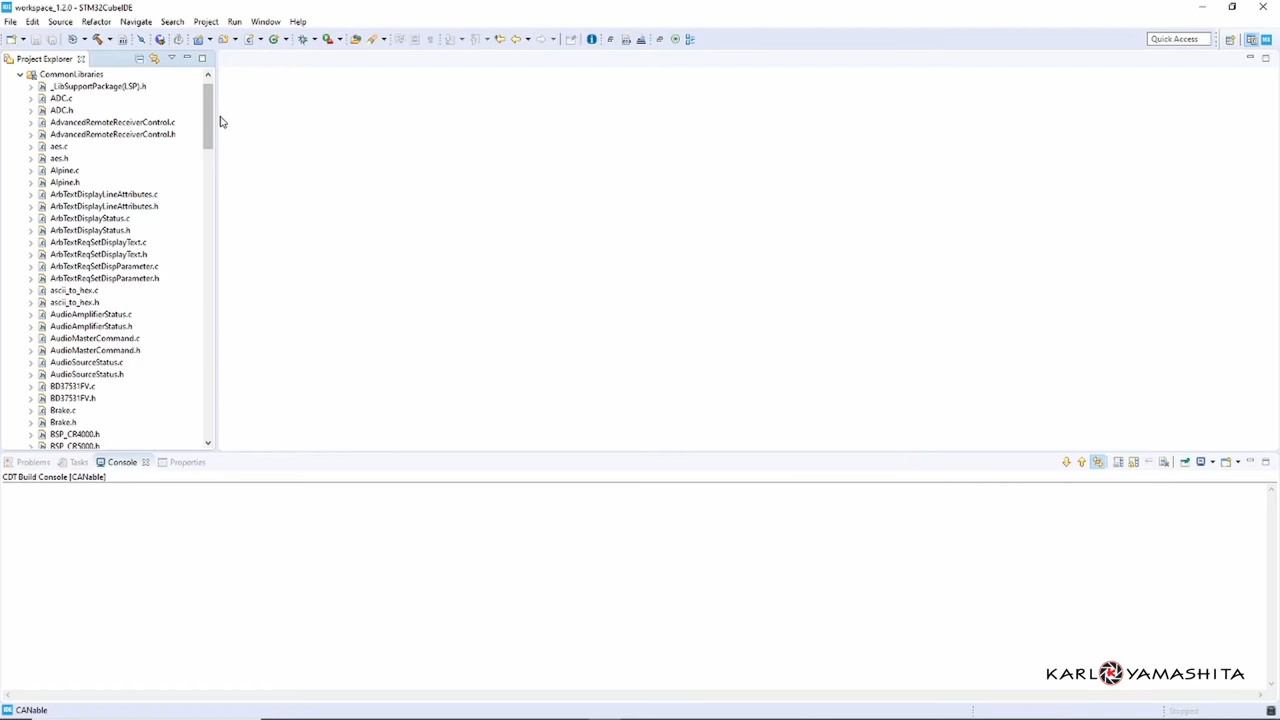 workspace_1.2.0 - STM32CubeIDE
File Edit Source Refactor Navigate Search Project Run Window Help
Quick Access
Project Explorer
CommonLibraries
_LibSupportPackage(LSP).h
ADC.c
ADC.h
AdvancedRemoteReceiverControl.c
AdvancedRemoteReceiverControl.h
aes.c
aes.h
Alpine.c
Alpine.h
ArbTextDisplayLineAttributes.c
ArbTextDisplayLineAttributes.h
ArbTextDisplayStatus.c
ArbTextDisplayStatus.h
ArbTextReqSetDisplayText.c
ArbTextReqSetDisplayText.h
ArbTextReqSetDispParameter.c
ArbTextReqSetDispParameter.h
ascii_to_hex.c
ascii_to_hex.h
AudioAmplifierStatus.c
AudioAmplifierStatus.h
AudioMasterCommand.c
AudioMasterCommand.h
AudioSourceStatus.c
AudioSourceStatus.h
BD37531FV.c
BD37531FV.h
Brake.c
Brake.h
BSP_CR4000.h
BSP_CR5000.h
Problems Tasks Console Properties
CDT Build Console [CANable]
KARL YAMASHITA
IDE CANable
Stopped